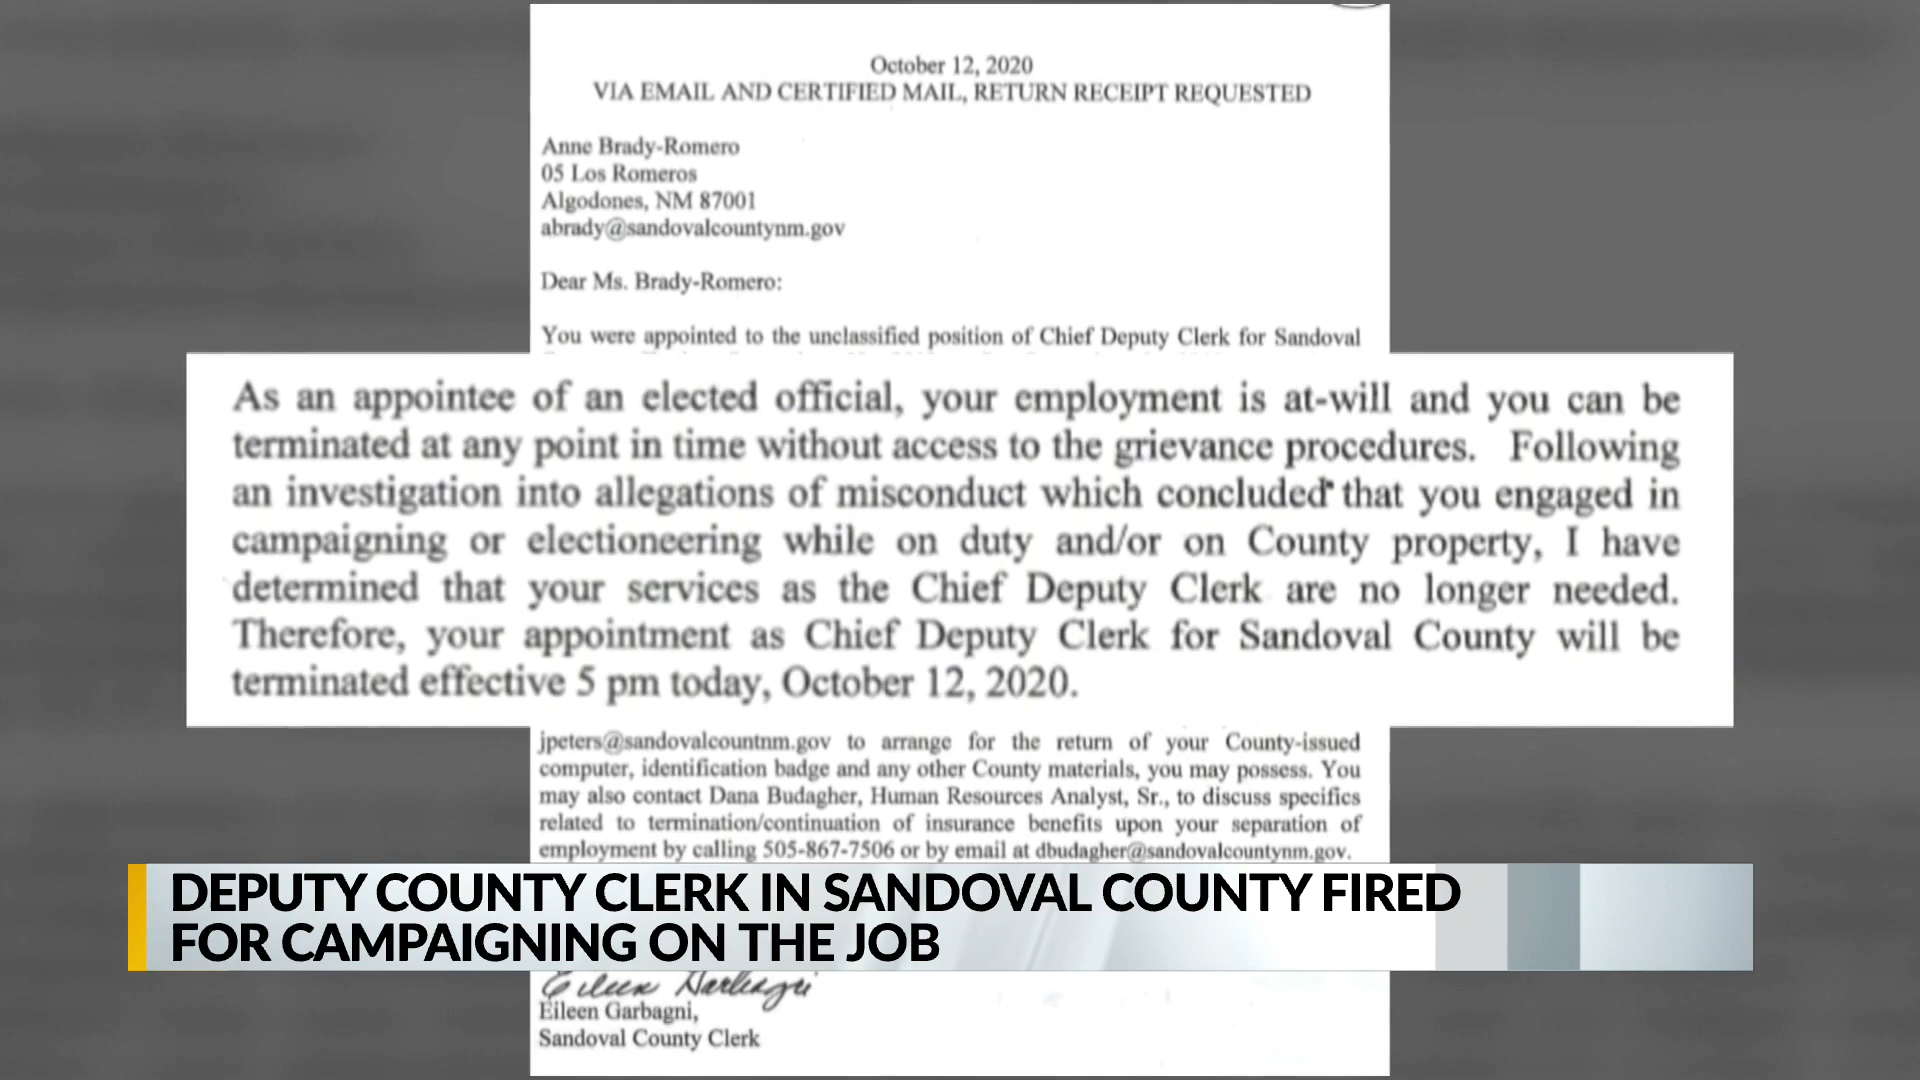 October 12, 2020
VIA EMAIL AND CERTIFIED MAIL, RETURN RECEIPT REQUESTED
Anne Brady-Romero
05 Los Romeros
Algodones, NM 87001
abrady@sandovalcountynm.gov
Dear Ms. Brady-Romero:
You were appointed to the unclassified position of Chief Deputy Clerk for Sandoval
As an appointee of an elected official, your employment is at-will and you can be
terminated at any point in time without access to the grievance procedures. Following
an investigation into allegations of misconduct which concluded that you engaged in
campaigning or electioneering while on duty and/or on County property, I have
determined that your services as the Chief Deputy Clerk are no longer needed.
Therefore, your appointment as Chief Deputy Clerk for Sandoval County will be
terminated effective 5 pm today, October 12, 2020.
jpeters@sandovalcountnm.gov to arrange for the return of your County-issued
computer, identification badge and any other County materials, you may possess. You
may also contact Dana Budagher, Human Resources Analyst, Sr., to discuss specifics
related to termination/continuation of insurance benefits upon your separation of
employment by calling 505-867-7506 or by email at dbudagher@sandovalcountynm.gov.
DEPUTY COUNTY CLERK IN SANDOVAL COUNTY FIRED
FOR CAMPAIGNING ON THE JOB
Eileen Garbagni
Eileen Garbagni,
Sandoval County Clerk